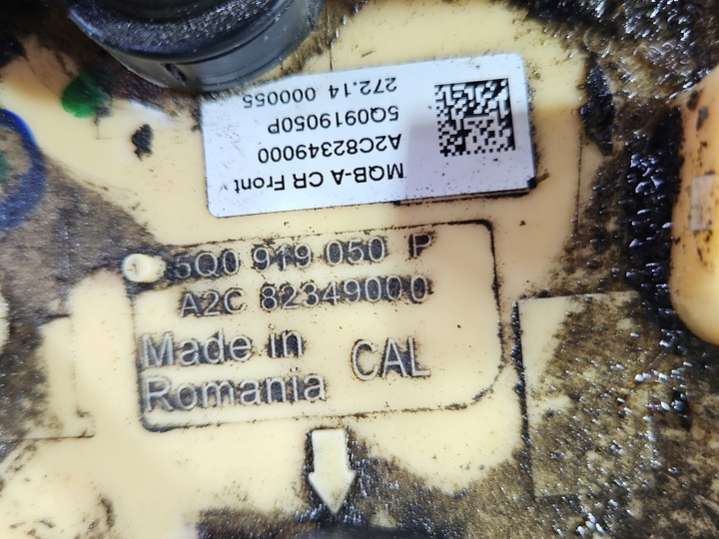 MQB-A CR Front v
A2C82349000
5Q0919050P
272.14 000055
5Q0 919 050 P
A2C 82349000
Made in
Romania
CAL